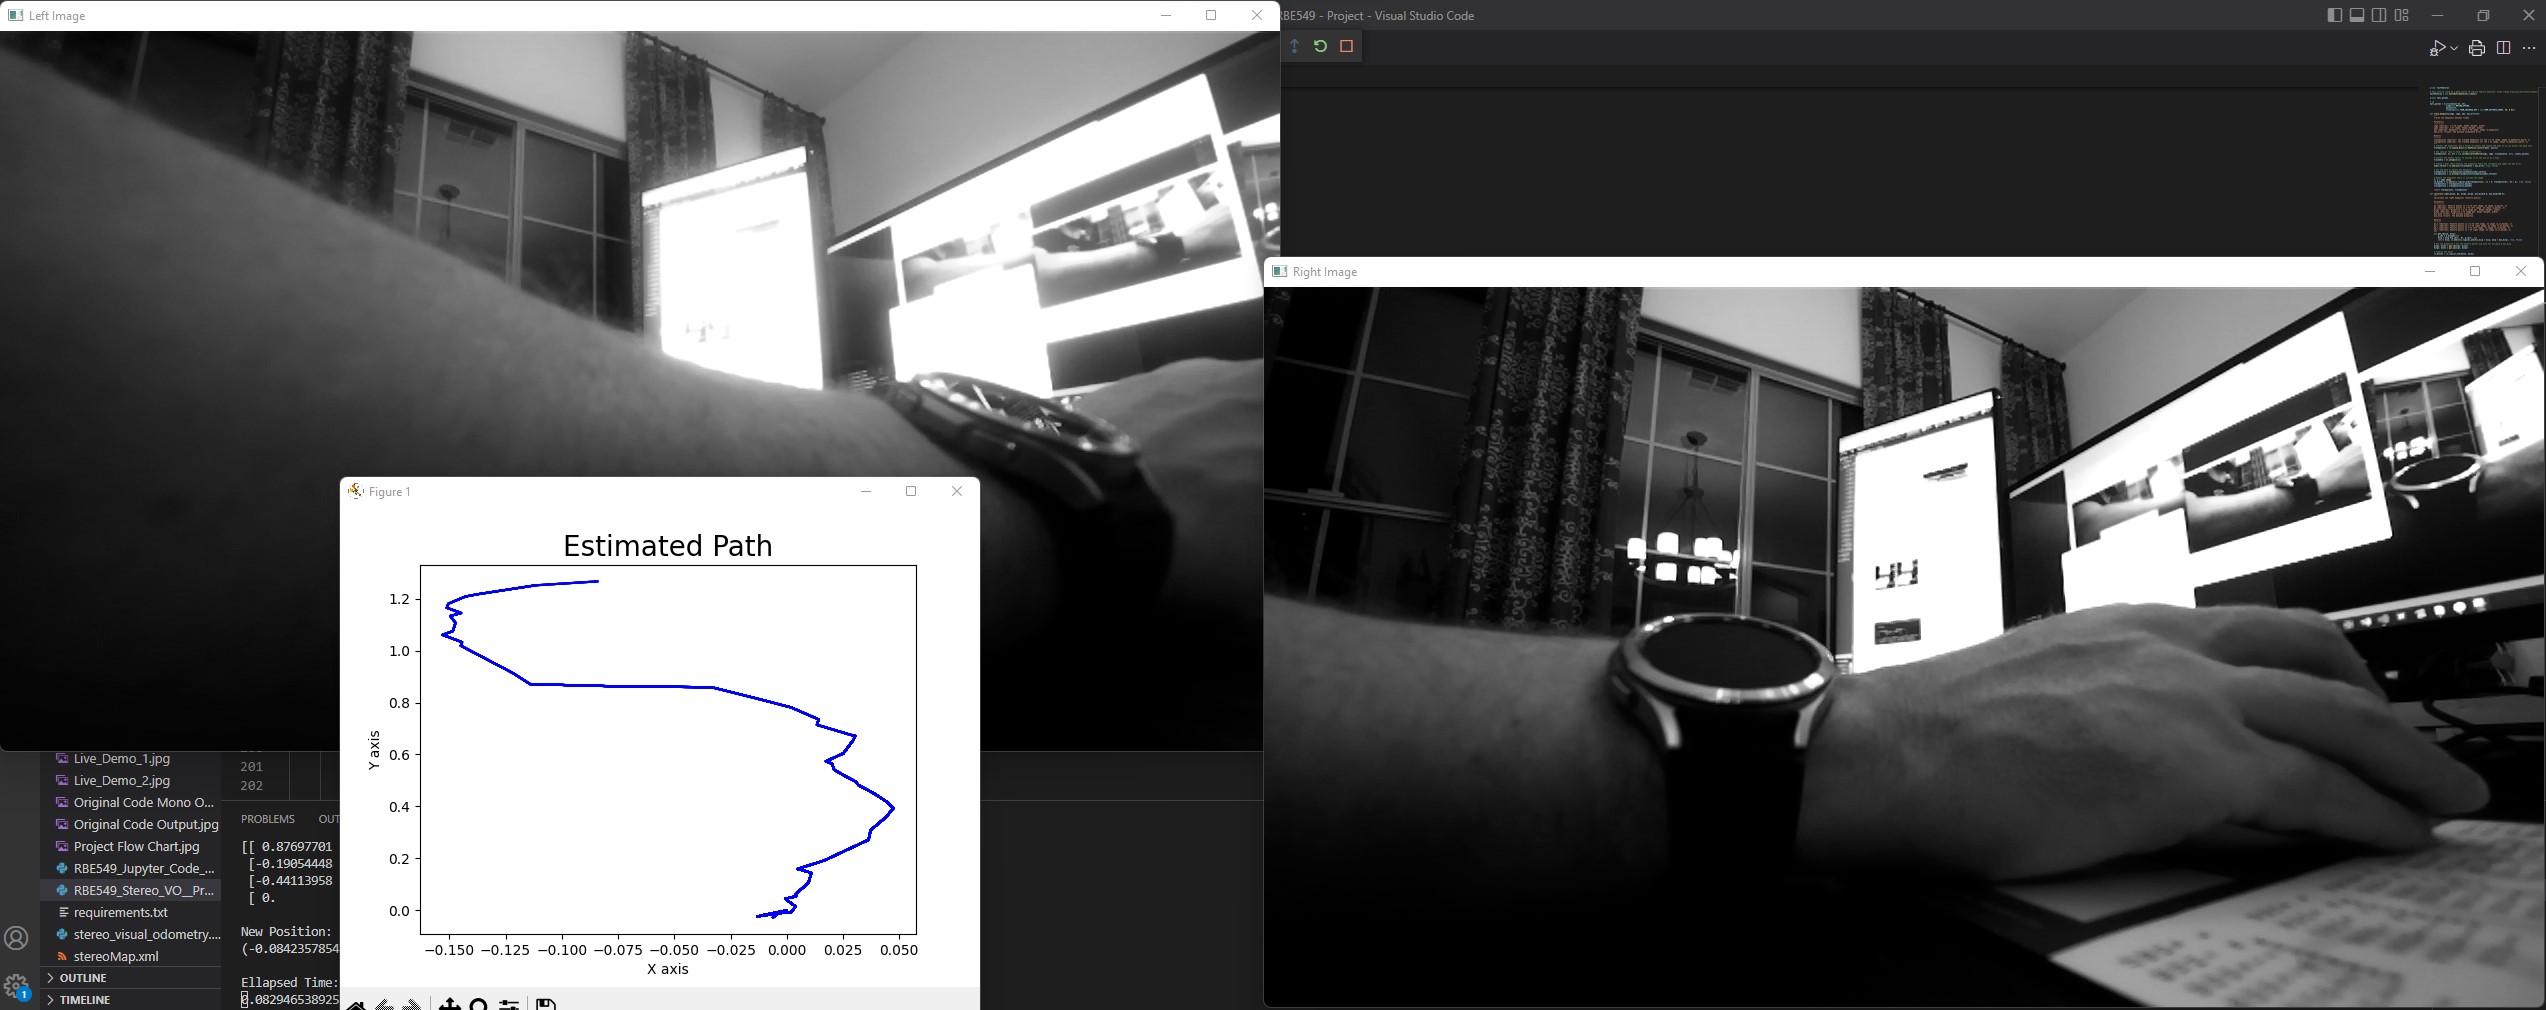 Left Image
RBE549 - Project - Visual Studio Code
Right Image
Figure 1
Estimated Path
1.2
1.0
0.8
0.6
0.4
0.2
0.0
Y axis
−0.150 −0.125 −0.100 −0.075 −0.050 −0.025 0.000 0.025 0.050
X axis
Live_Demo_1.jpg
Live_Demo_2.jpg
Original Code Mono O...
Original Code Output.jpg
Project Flow Chart.jpg
RBE549_Jupyter_Code_...
RBE549_Stereo_VO__Pr...
requirements.txt
stereo_visual_odometry....
stereoMap.xml
OUTLINE
TIMELINE
1
201
202
PROBLEMS OUT
[[ 0.87697701
[-0.19054448
[-0.44113958
[ 0.
New Position:
(-0.0842357854
Ellapsed Time:
0.082946538925